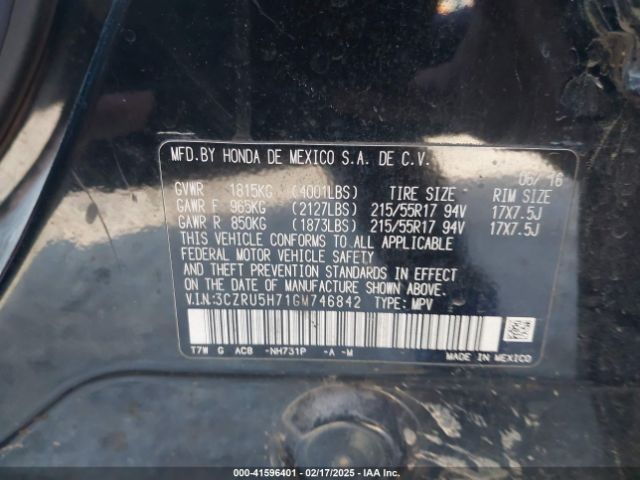 MFD.BY HONDA DE MEXICO S.A. DE C.V.
06/16
GVWR 1815KG (4001LBS) TIRE SIZE RIM SIZE
GAWR F 965KG (2127LBS) 215/55R17 94V 17X7.5J
GAWR R 850KG (1873LBS) 215/55R17 94V 17X7.5J
THIS VEHICLE CONFORMS TO ALL APPLICABLE
FEDERAL MOTOR VEHICLE SAFETY
AND THEFT PREVENTION STANDARDS IN EFFECT
ON THE DATE OF MANUFACTURE SHOWN ABOVE.
V.I.N:3CZRU5H71GM746842 TYPE: MPV
T7W G AC8 -NH731P -A -M
MADE IN MEXICO
000-41596401 - 02/17/2025 - IAA Inc.